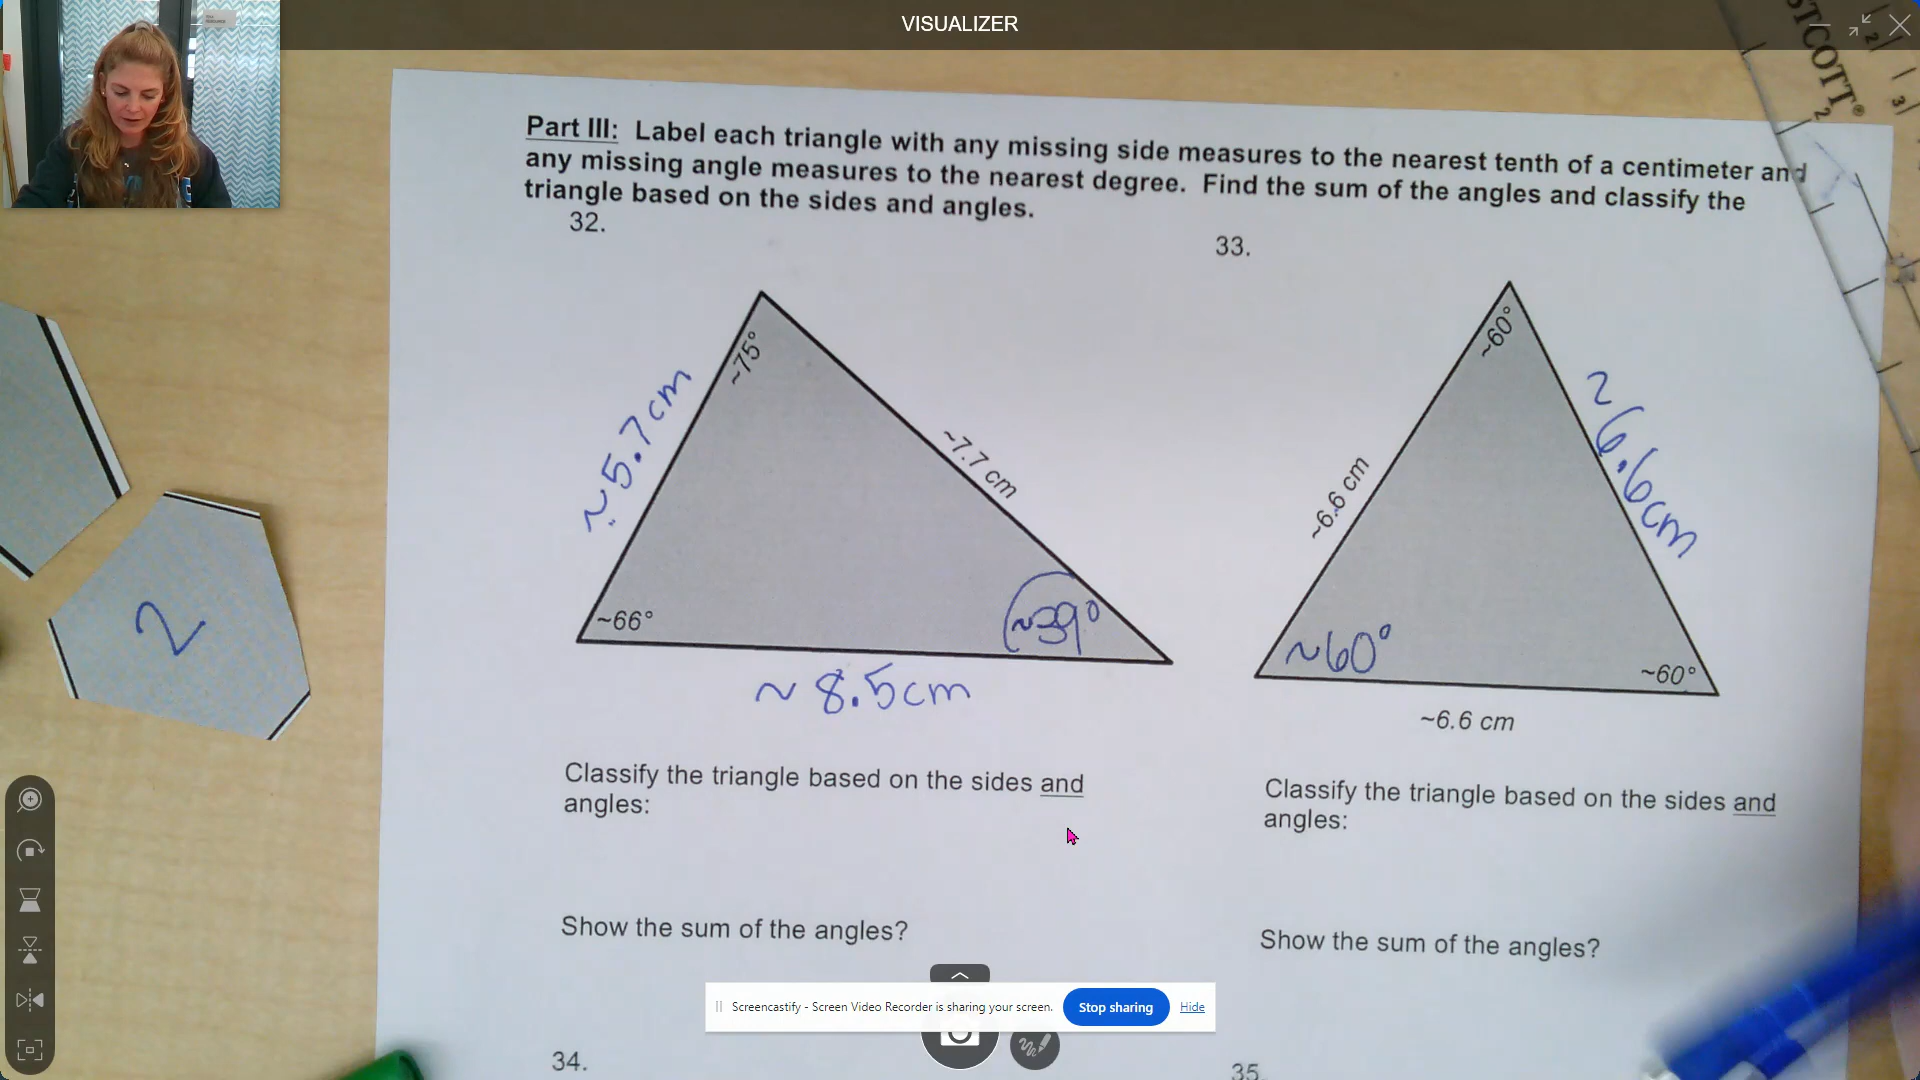 VISUALIZER
Part III: Label each triangle with any missing side measures to the nearest tenth of a centimeter and
any missing angle measures to the nearest degree. Find the sum of the angles and classify the
triangle based on the sides and angles.
32.
~75°
~5.7cm
~7.7 cm
~66°
~39°
~8.5cm
Classify the triangle based on the sides and
angles:
Show the sum of the angles?
33.
~60°
~6.6cm
~6.6 cm
~60°
~60°
~6.6 cm
Classify the triangle based on the sides and
angles:
Show the sum of the angles?
34.
35.
2
Screencastify - Screen Video Recorder is sharing your screen.
Stop sharing
Hide